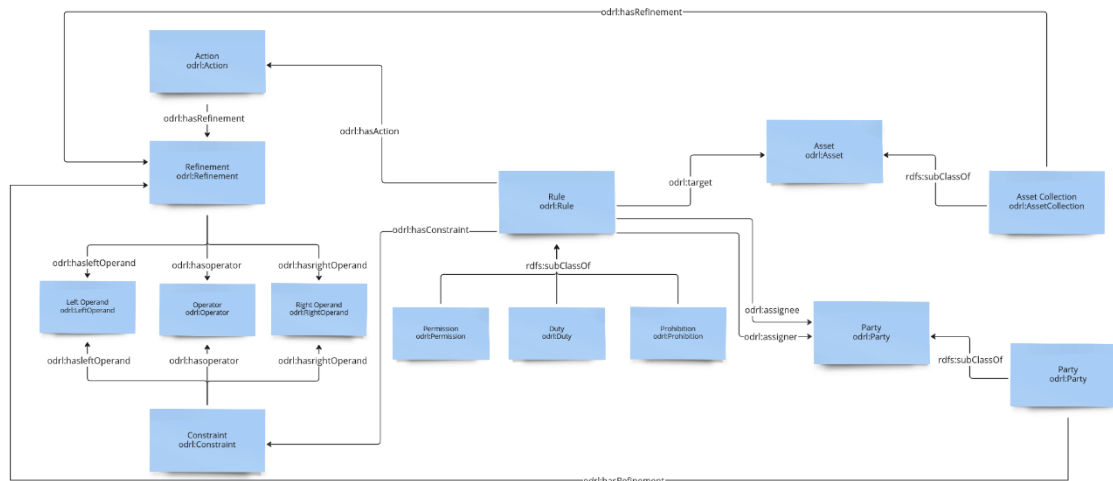 odrl:hasRefinement
Action
odrl:Action
odrl:hasRefinement
odrl:hasAction
Refinement
odrl:Refinement
Asset
odrl:Asset
odrl:target
rdfs:subClassOf
Rule
odrl:Rule
Asset Collection
odrl:AssetCollection
odrl:hasConstraint
odrl:hasleftOperand
odrl:hasoperator
odrl:hasrightOperand
rdfs:subClassOf
Left Operand
odrl:LeftOperand
Operator
odrl:Operator
Right Operand
odrl:RightOperand
Permission
odrl:Permission
Duty
odrl:Duty
Prohibition
odrl:Prohibition
odrl:assignee
odrl:assigner
Party
odrl:Party
odrl:hasleftOperand
odrl:hasoperator
odrl:hasrightOperand
rdfs:subClassOf
Party
odrl:Party
Constraint
odrl:Constraint
odrl:hasRefinement